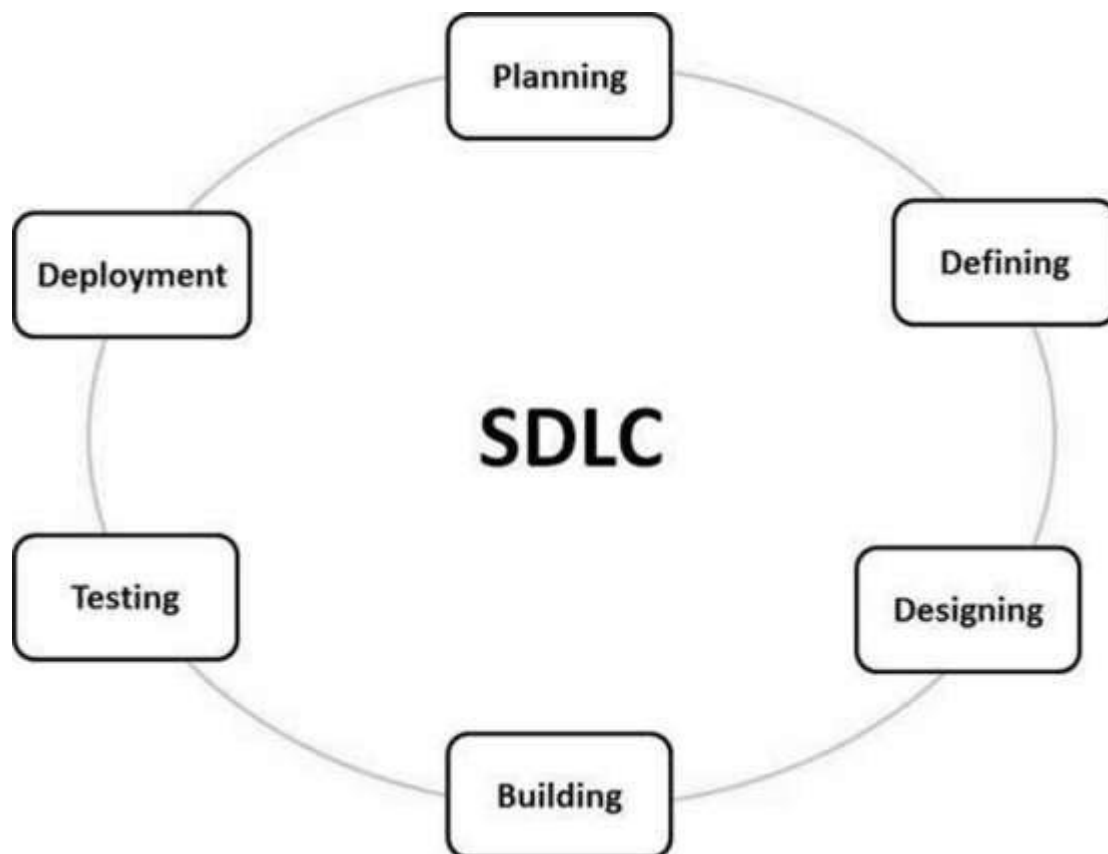 Planning
Defining
Designing
Building
Testing
Deployment
SDLC